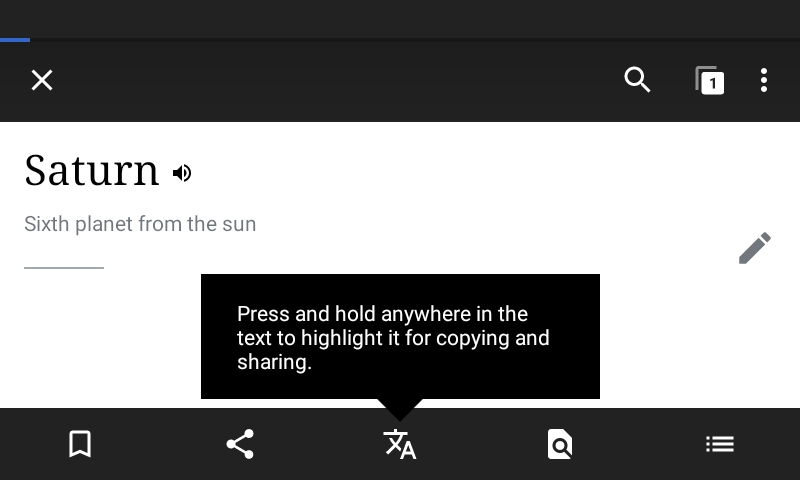 1
Saturn
Sixth planet from the sun
Press and hold anywhere in the
text to highlight it for copying and
sharing.